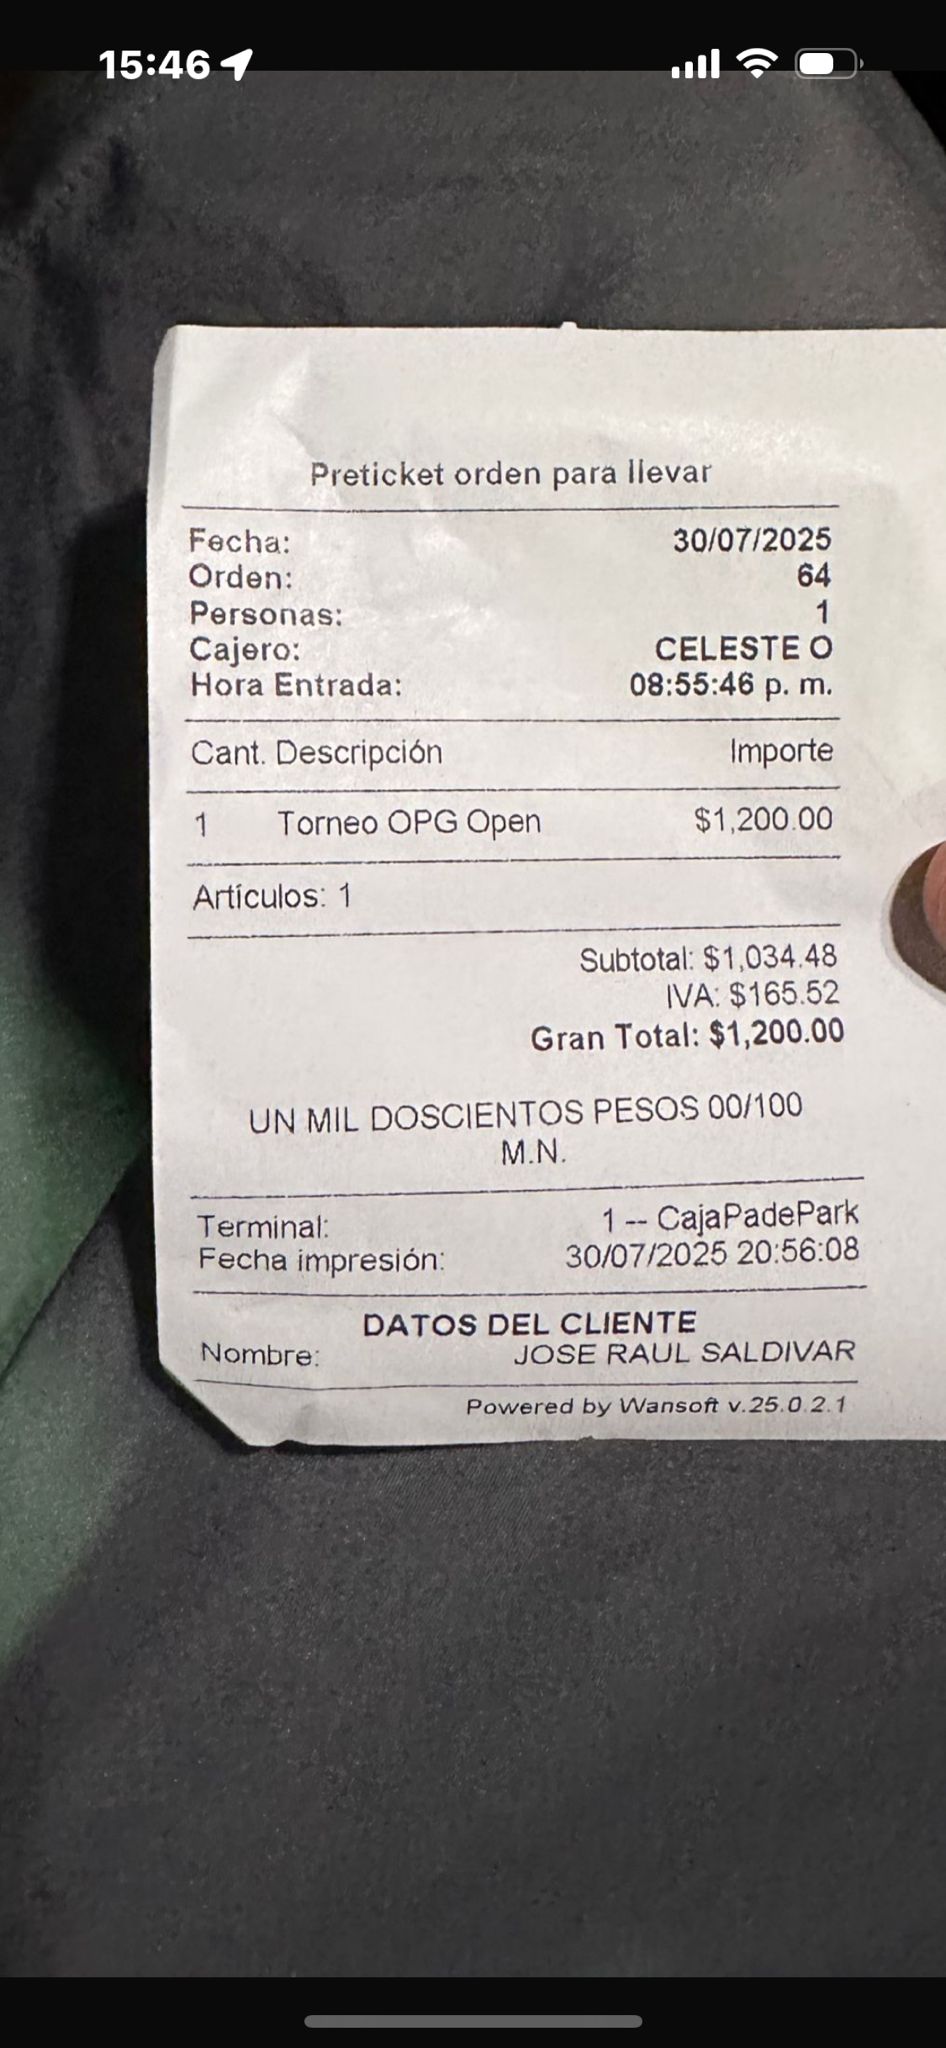 15:46
Preticket orden para llevar
Fecha: 30/07/2025
Orden: 64
Personas: 1
Cajero: CELESTE O
Hora Entrada: 08:55:46 p. m.
Cant. Descripción Importe
1 Torneo OPG Open $1,200.00
Artículos: 1
Subtotal: $1,034.48
IVA: $165.52
Gran Total: $1,200.00
UN MIL DOSCIENTOS PESOS 00/100
M.N.
Terminal: 1 -- CajaPadePark
Fecha impresión: 30/07/2025 20:56:08
DATOS DEL CLIENTE
Nombre: JOSE RAUL SALDIVAR
Powered by Wansoft v.25.0.2.1